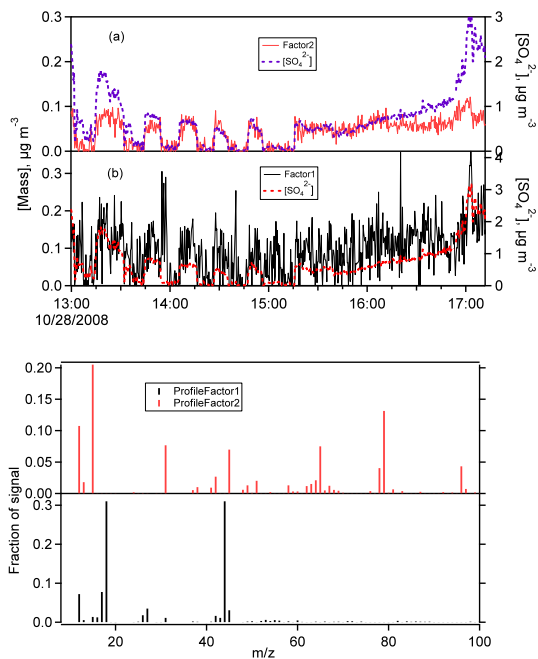 (a)
Factor2
[SO4 2-]
0.3
0.2
0.1
0.0
3
2
1
0
[SO4 2-], µg m-3
[Mass], µg m-3
(b)
Factor1
[SO4 2-]
0.3
0.2
0.1
0.0
4
3
2
1
0
[SO4 2-], µg m-3
13:00 14:00 15:00 16:00 17:00
10/28/2008
ProfileFactor1
ProfileFactor2
0.20
0.15
0.10
0.05
0.00
0.3
0.2
0.1
0.0
Fraction of signal
20 40 60 80 100
m/z